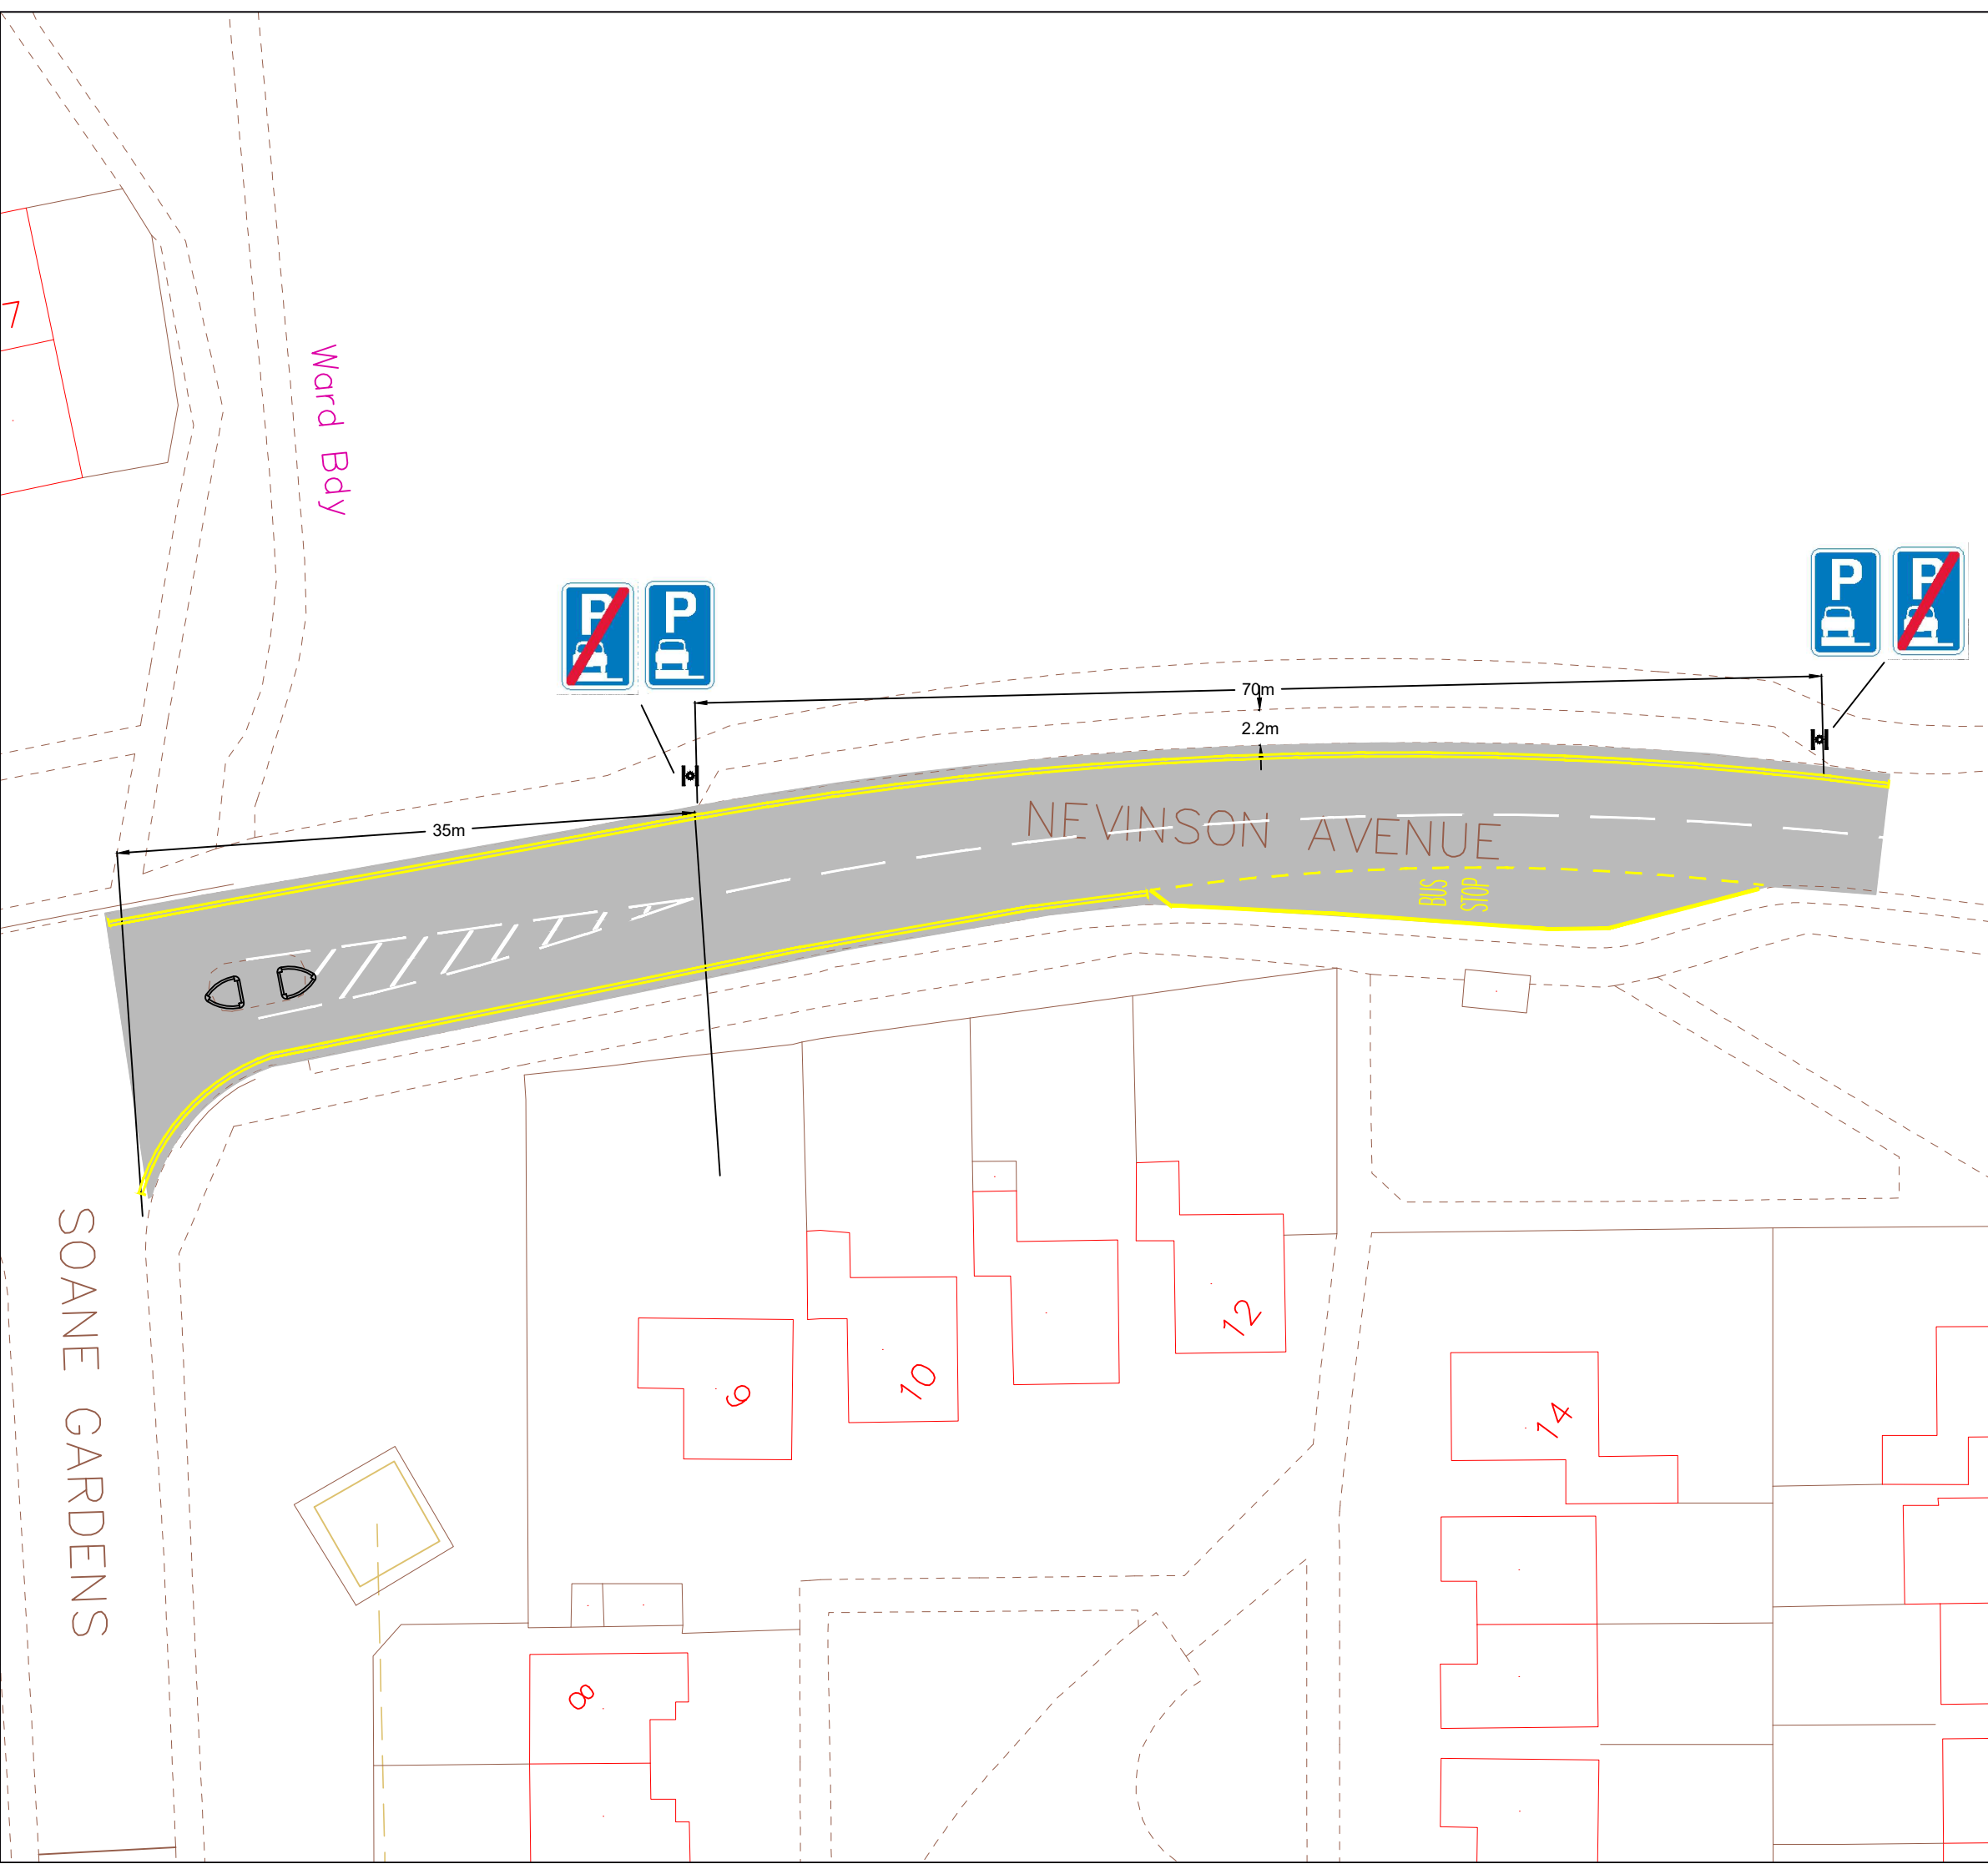 7
Ward Bdy
P
P
P
P
70m
2.2m
35m
NEVINSON AVENUE
BUS
STOP
SOANE GARDENS
9
10
12
14
8